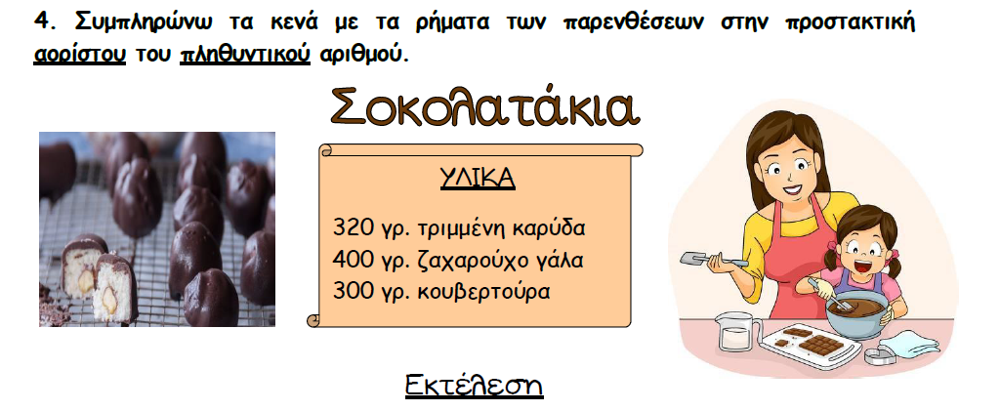 4. Συμπληρώνω τα κενά με τα ρήματα των παρενθέσεων στην προστακτική
αορίστου του πληθυντικού αριθμού.
Σοκολατάκια
ΥΛΙΚΑ
320 γρ. τριμμένη καρύδα
400 γρ. ζαχαρούχο γάλα
300 γρ. κουβερτούρα
Εκτέλεση